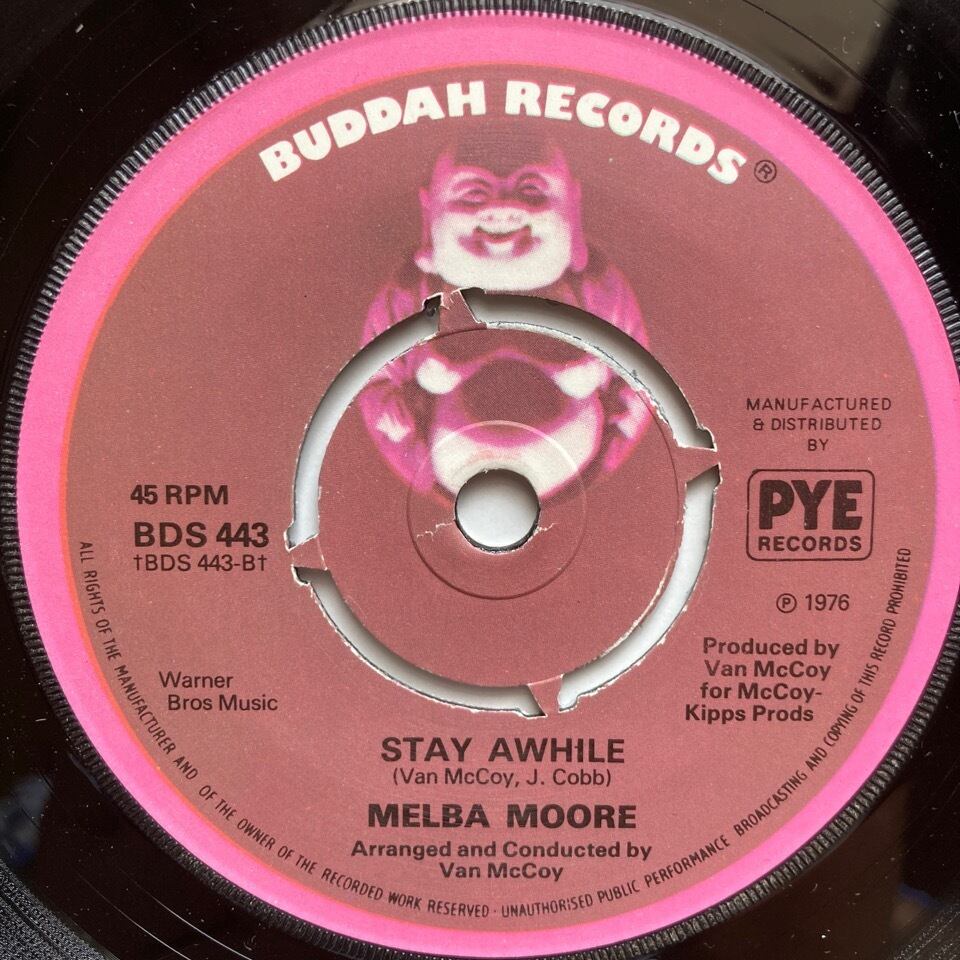 BUDDAH RECORDS®
MANUFACTURED
& DISTRIBUTED
BY
PYE
RECORDS
℗ 1976
45 RPM
BDS 443
†BDS 443-B†
Warner
Bros Music
Produced by
Van McCoy
for McCoy-
Kipps Prods
STAY AWHILE
(Van McCoy, J. Cobb)
MELBA MOORE
Arranged and Conducted by
Van McCoy
ALL RIGHTS OF THE MANUFACTURER AND OF THE OWNER OF THE RECORDED WORK RESERVED · UNAUTHORISED PUBLIC PERFORMANCE BROADCASTING AND COPYING OF THIS RECORD PROHIBITED